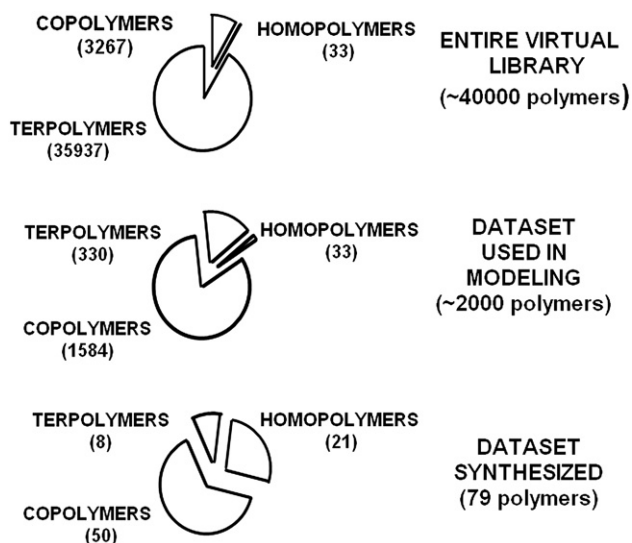 COPOLYMERS
(3267)
HOMOPOLYMERS
(33)
TERPOLYMERS
(35937)
ENTIRE VIRTUAL
LIBRARY
(~40000 polymers)
TERPOLYMERS
(330)
HOMOPOLYMERS
(33)
COPOLYMERS
(1584)
DATASET
USED IN
MODELING
(~2000 polymers)
TERPOLYMERS
(8)
HOMOPOLYMERS
(21)
COPOLYMERS
(50)
DATASET
SYNTHESIZED
(79 polymers)